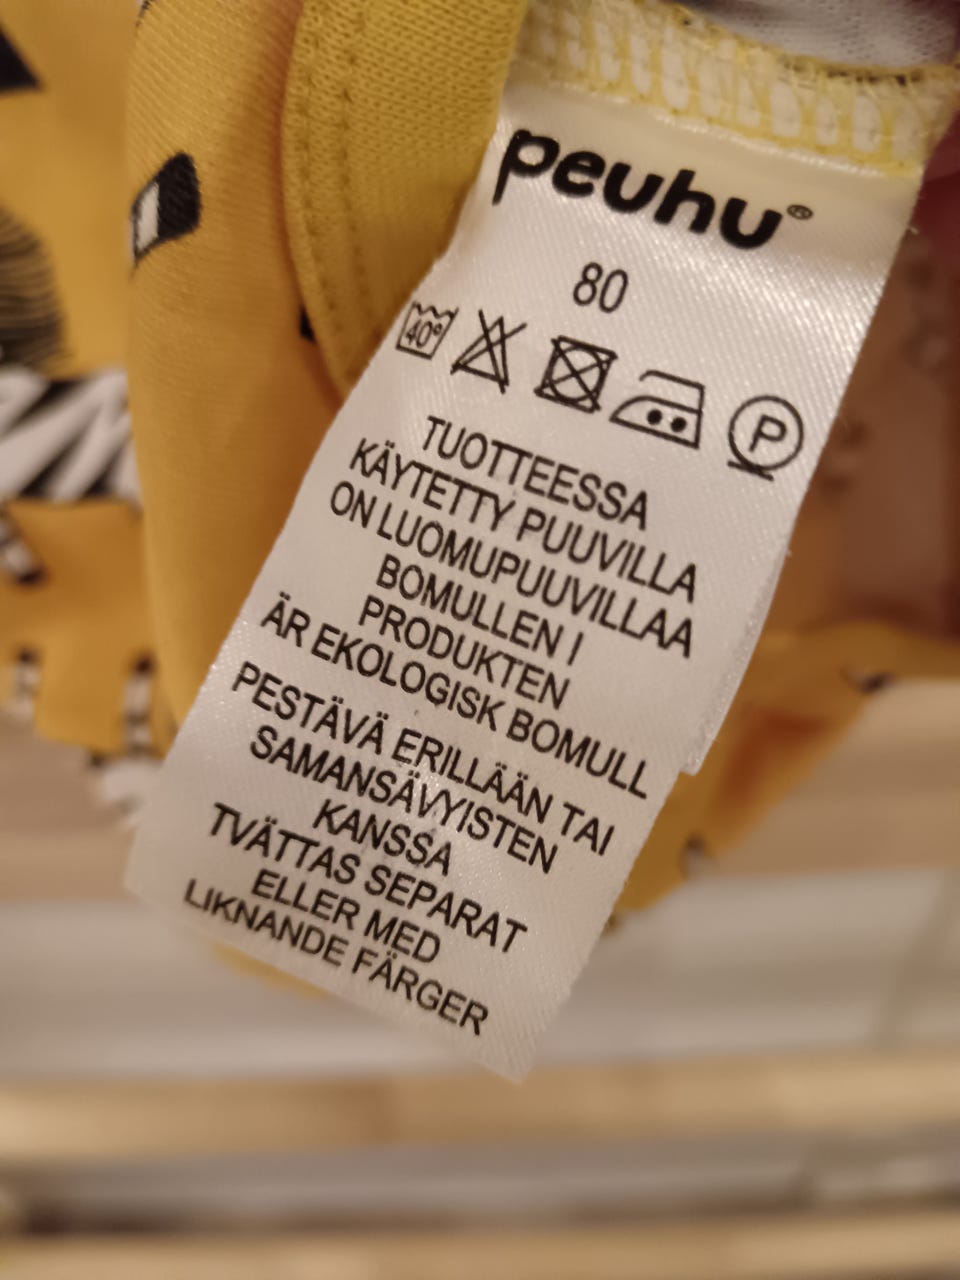 peuhu®
80
40° P
TUOTTEESSA
KÄYTETTY PUUVILLA
ON LUOMUPUUVILLAA
BOMULLEN I
PRODUKTEN
ÄR EKOLOGISK BOMULL
PESTÄVÄ ERILLÄÄN TAI
SAMANSÄVYISTEN
KANSSA
TVÄTTAS SEPARAT
ELLER MED
LIKNANDE FÄRGER